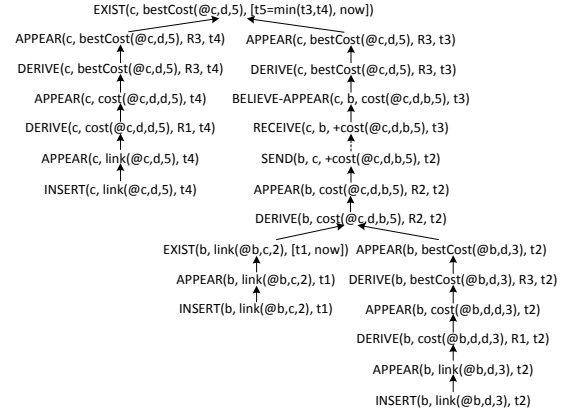 EXIST(c, bestCost(@c,d,5), [t5=min(t3,t4), now])
APPEAR(c, bestCost(@c,d,5), R3, t4)
DERIVE(c, bestCost(@c,d,5), R3, t4)
APPEAR(c, cost(@c,d,d,5), t4)
DERIVE(c, cost(@c,d,d,5), R1, t4)
APPEAR(c, link(@c,d,5), t4)
INSERT(c, link(@c,d,5), t4)
APPEAR(c, bestCost(@c,d,5), R3, t3)
DERIVE(c, bestCost(@c,d,5), R3, t3)
BELIEVE-APPEAR(c, b, cost(@c,d,b,5), t3)
RECEIVE(c, b, +cost(@c,d,b,5), t3)
SEND(b, c, +cost(@c,d,b,5), t2)
APPEAR(b, cost(@c,d,b,5), R2, t2)
DERIVE(b, cost(@c,d,b,5), R2, t2)
EXIST(b, link(@b,c,2), [t1, now])
APPEAR(b, link(@b,c,2), t1)
INSERT(b, link(@b,c,2), t1)
APPEAR(b, bestCost(@b,d,3), t2)
DERIVE(b, bestCost(@b,d,3), R3, t2)
APPEAR(b, cost(@b,d,d,3), t2)
DERIVE(b, cost(@b,d,d,3), R1, t2)
APPEAR(b, link(@b,d,3), t2)
INSERT(b, link(@b,d,3), t2)